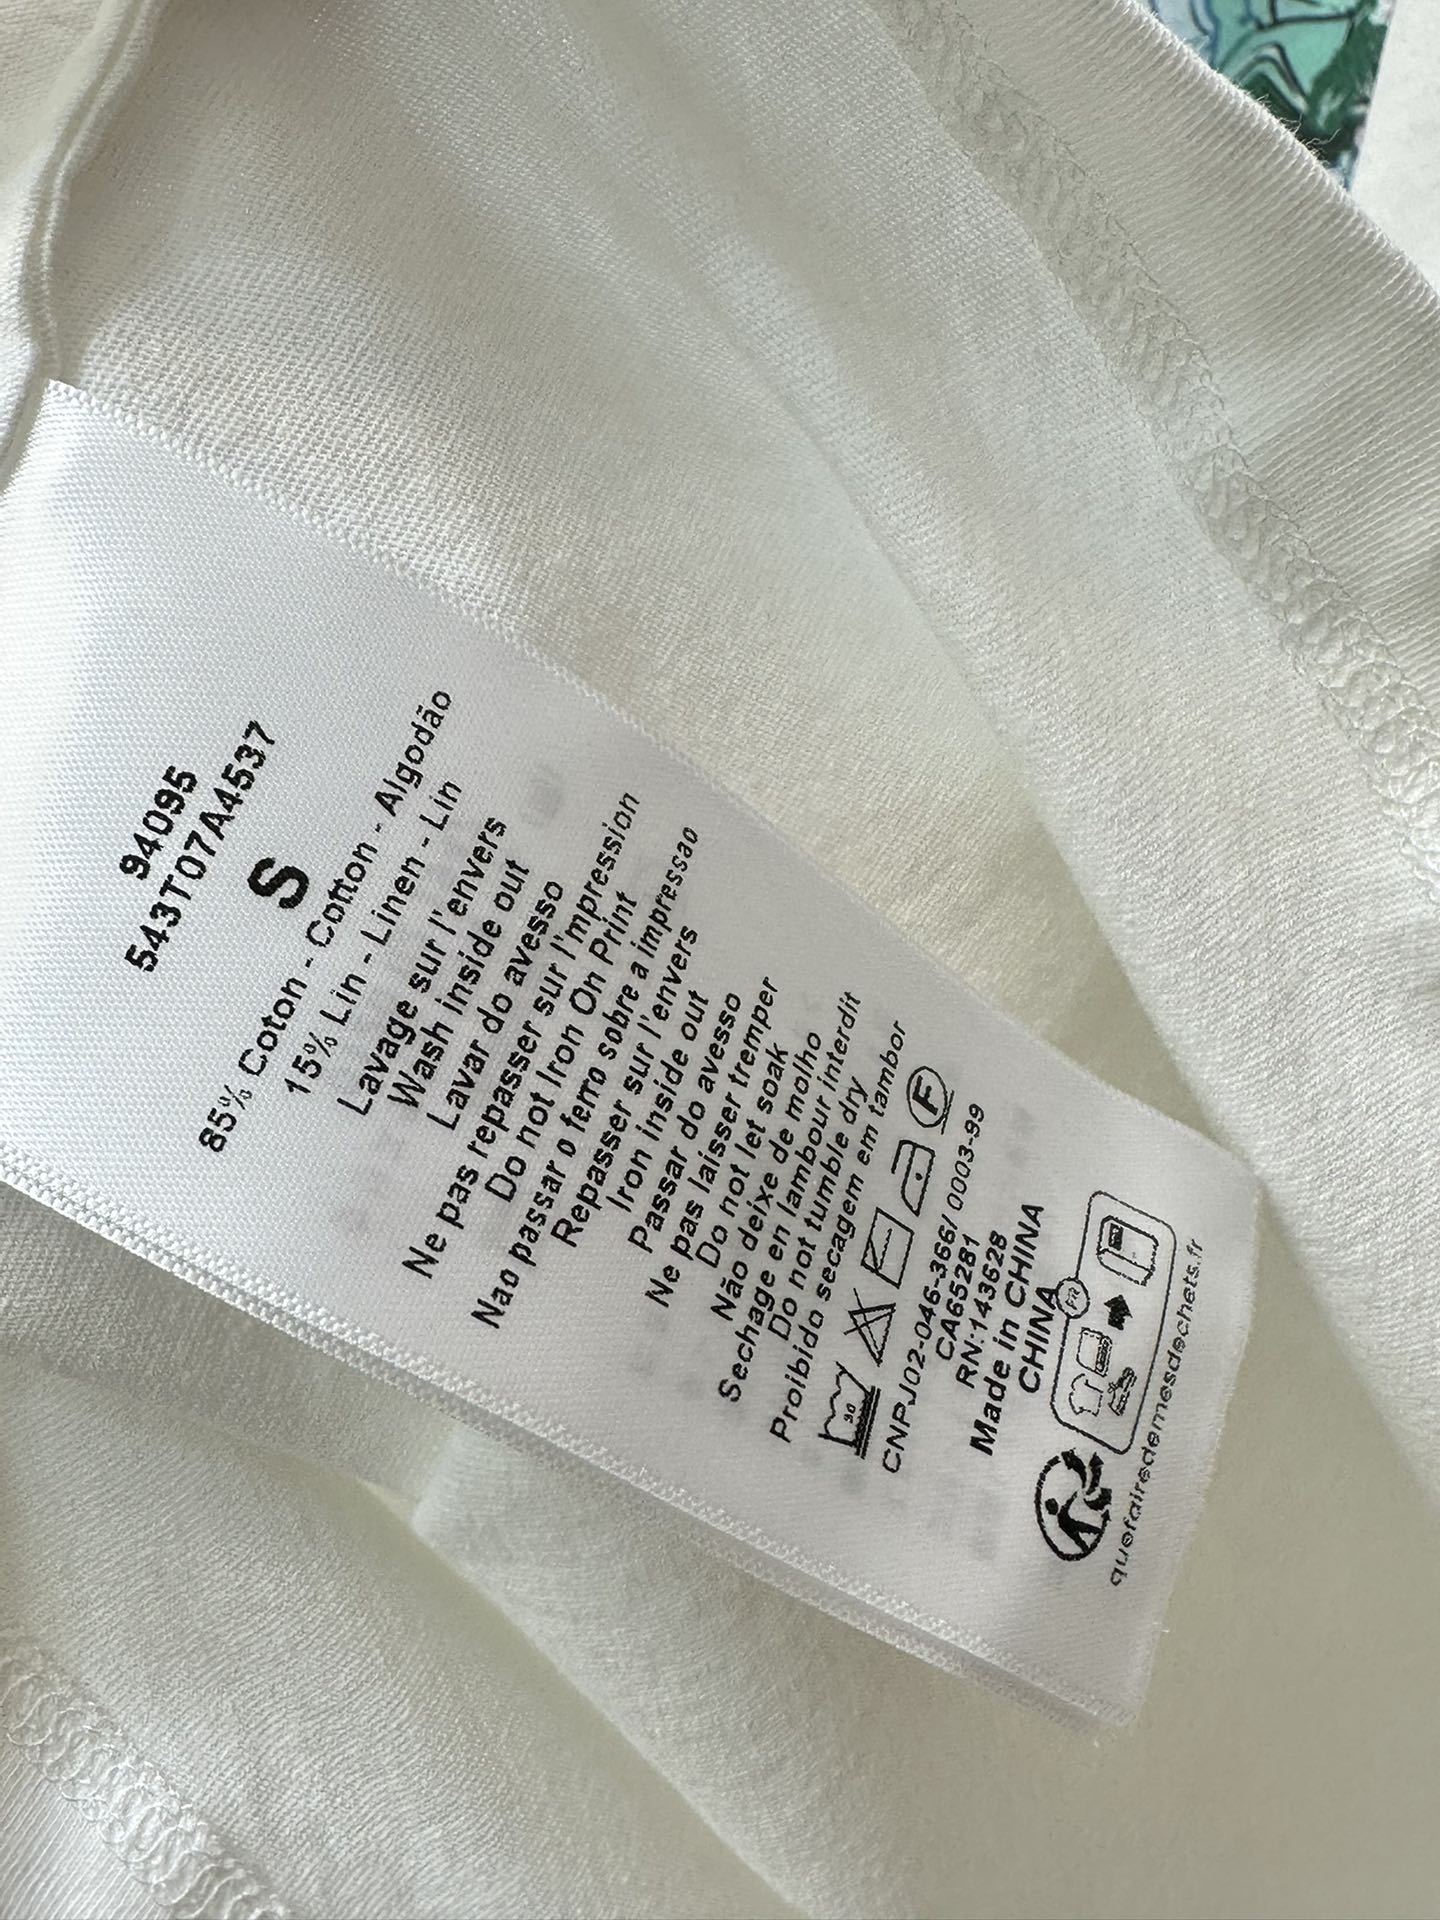 94095
543T07A4537
S
85% Coton - Cotton - Algodão
15% Lin - Linen - Lin
Lavage sur l'envers
Wash inside out
Lavar do avesso
Ne pas repasser sur l'mpression
Do not Iron On Print
Nao passar o ferro sobre a impressao
Repasser sur l'envers
Iron inside out
Passar do avesso
Ne pas laisser tremper
Do not let soak
Não deixe de molho
Sechage en lambour interdit
Do not tumble dry
Proibido secagem em tambor
30
F
CNPJ02-046-366/ 0003-99
CA65281
RN:143628
Made in CHINA
CHINA
FR
quefairedemesdechets.fr